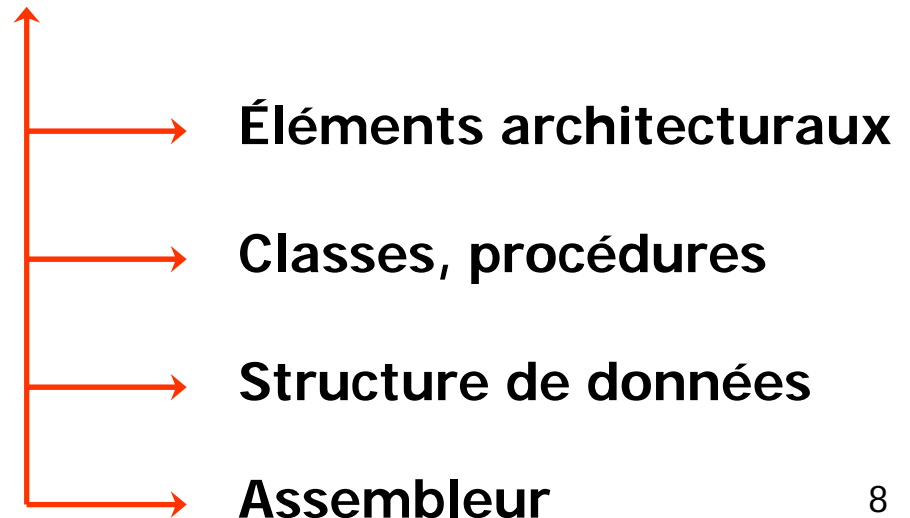 Éléments architecturaux
Classes, procédures
Structure de données
Assembleur
8